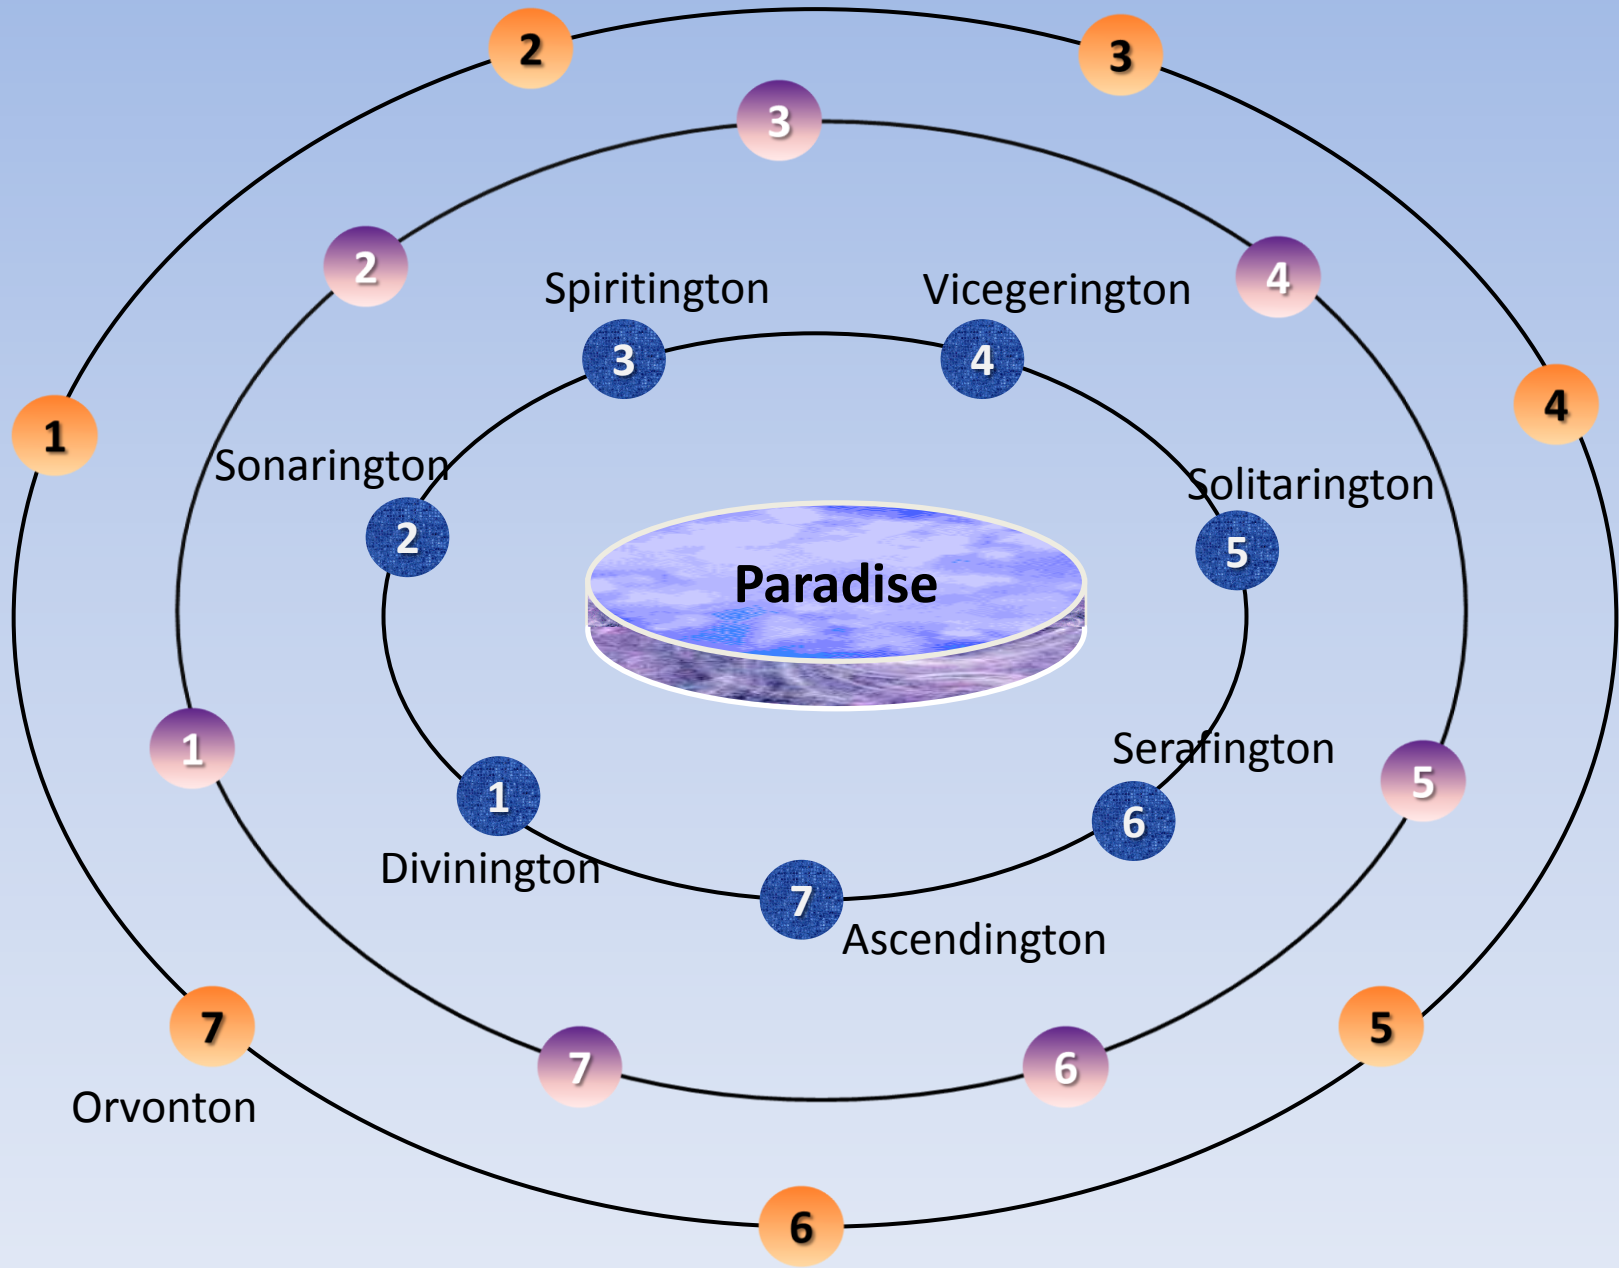 2
3
3
2
4
Spiritington
Vicegerington
3
4
1
4
Sonarington
Solitarington
2
5
Paradise
1
Serafington
5
1
6
Divinington
7
Ascendington
7
5
7
6
Orvonton
6